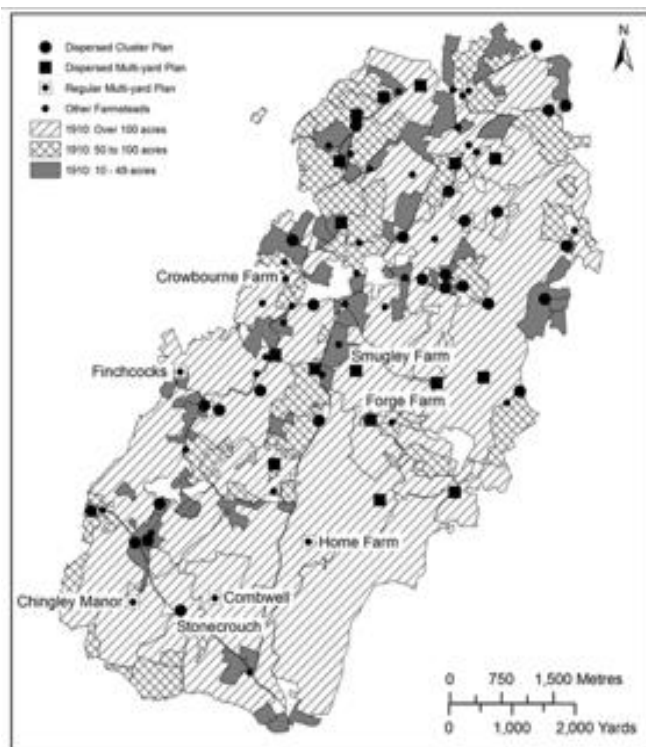 Dispersed Cluster Plan
Dispersed Multi-yard Plan
Regular Multi-yard Plan
Other Farmsteads
1910: Over 100 acres
1910: 50 to 100 acres
1910: 10 - 49 acres
N
Crowbourne Farm
Smugley Farm
Finchcocks
Forge Farm
Home Farm
Combwell
Chingley Manor
Stonecrouch
0 750 1,500 Metres
0 1,000 2,000 Yards